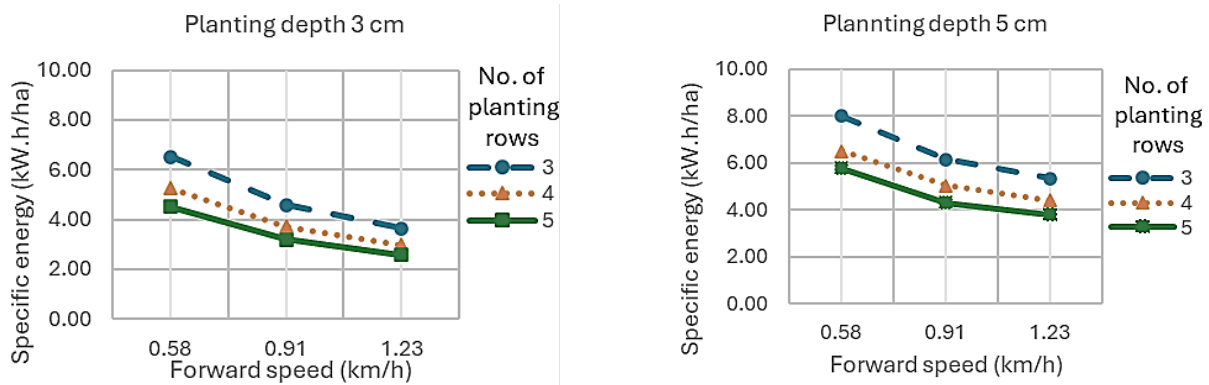 Planting depth 3 cm
Specific energy (kW.h/ha)
10.00
8.00
6.00
4.00
2.00
0.00
0.58 0.91 1.23
Forward speed (km/h)
No. of
planting
rows
3
4
5
Plannting depth 5 cm
Specific energy (kW.h/ha)
10.00
8.00
6.00
4.00
2.00
0.00
0.58 0.91 1.23
Forward speed (km/h)
No. of
planting
rows
3
4
5